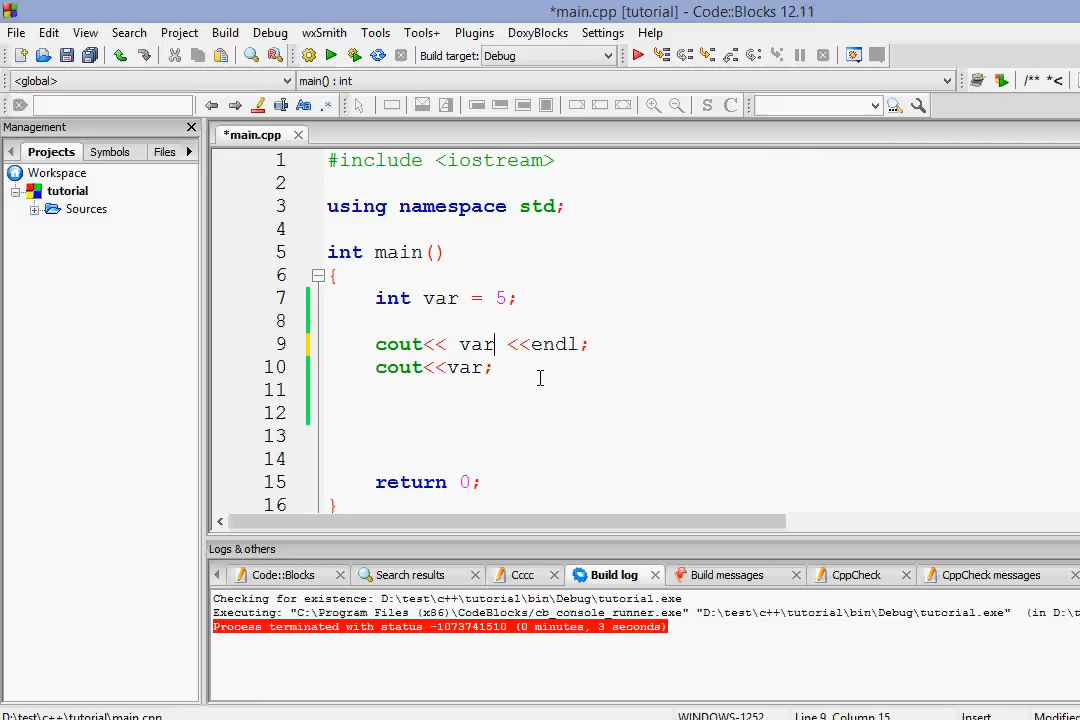 *main.cpp [tutorial] - Code::Blocks 12.11
File Edit View Search Project Build Debug wxSmith Tools Tools+ Plugins DoxyBlocks Settings Help
Build target: Debug
<global> main() : int /** *<
Aa .* S C
Management
Projects Symbols Files
*main.cpp
Workspace
tutorial
Sources
1 #include <iostream>
2
3 using namespace std;
4
5 int main()
6 {
7 int var = 5;
8
9 cout<< var <<endl;
10 cout<<var;
11
12
13
14
15 return 0;
16 }
Logs & others
Code::Blocks Search results Cccc Build log Build messages CppCheck CppCheck messages
Checking for existence: D:\test\c++\tutorial\bin\Debug\tutorial.exe
Executing: "C:\Program Files (x86)\CodeBlocks/cb_console_runner.exe" "D:\test\c++\tutorial\bin\Debug\tutorial.exe" (in D:\t
Process terminated with status -1073741510 (0 minutes, 3 seconds)
D:\test\c++\tutorial\main.cpp WINDOWS-1252 Line 9, Column 15 Insert Modified